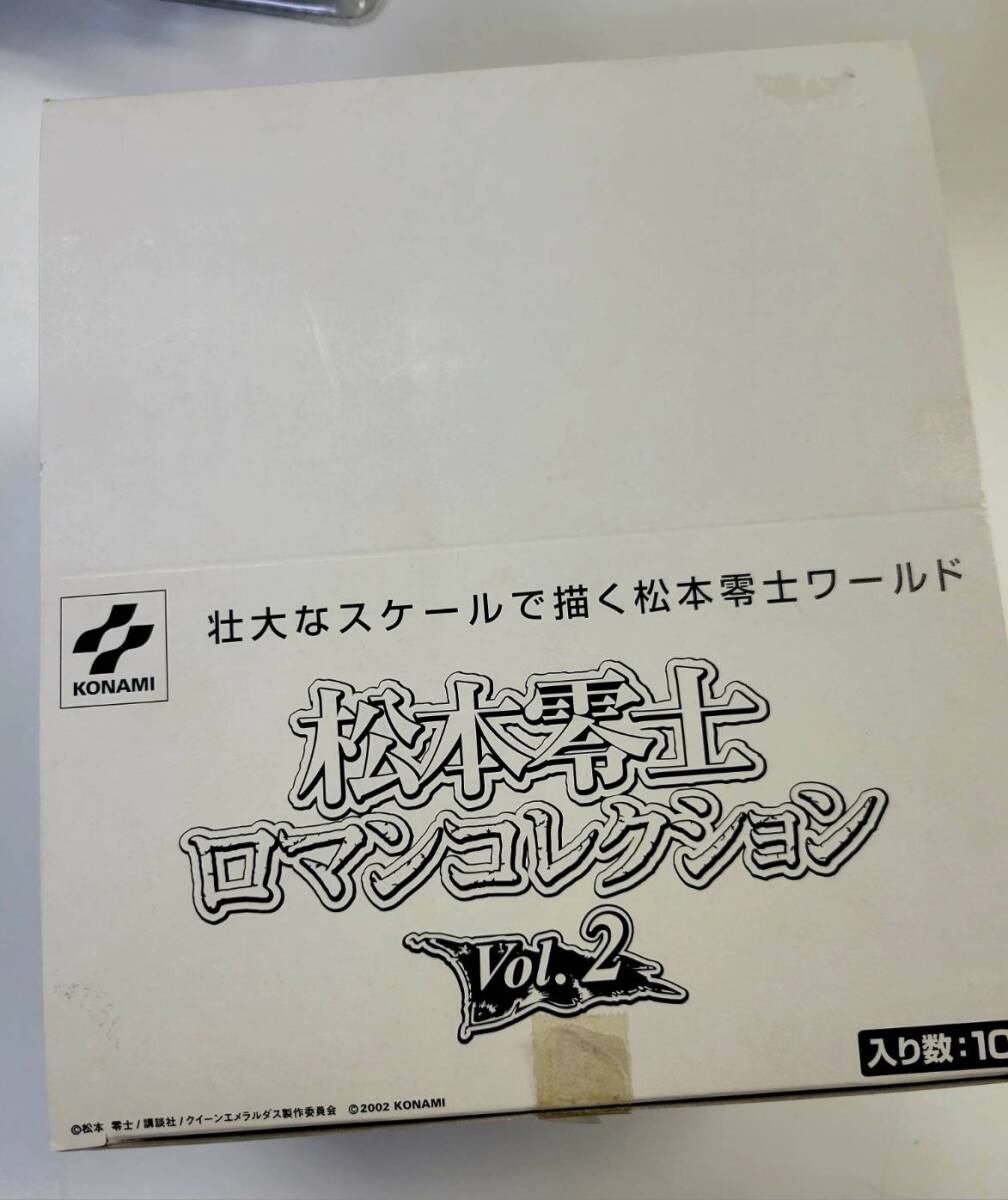 KONAMI
壮大なスケールで描く松本零士ワールド
松本零士
ロマンコレクション
Vol. 2
入り数:10
©松本 零士/講談社/クイーンエメラルダス製作委員会 ©2002 KONAMI